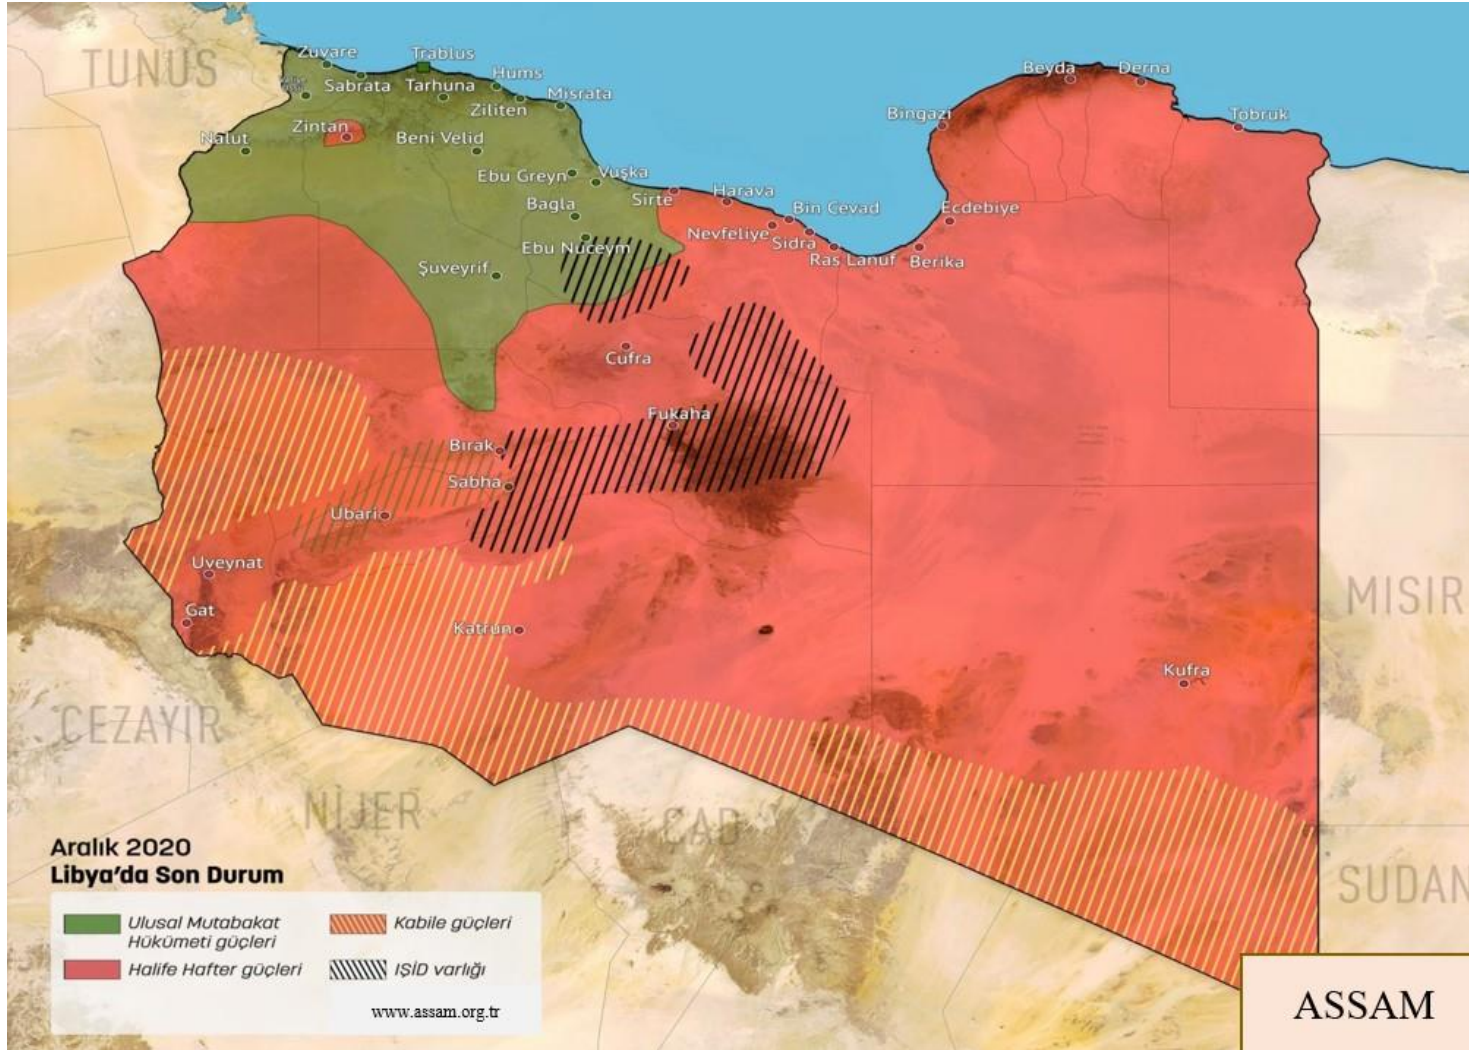 TUNUS
Zuvare
Trablus
Sabrata
Tarhuna
Hums
Ziliten
Misrata
Zintan
Nalut
Beni Velid
Ebu Greyn
Vuşka
Bagla
Sirte
Harava
Bin Cevad
Nevfeliye
Sidra
Ras Lanuf
Ebu Nuceym
Şuveyrif
Beyda
Derna
Bingazi
Tobruk
Ecdebiye
Berika
Cufra
Fukaha
Bırak
Sabha
Ubari
Uveynat
Gat
Katrun
MISIR
Kufra
CEZAYİR
NİJER
ÇAD
SUDAN
Aralık 2020
Libya’da Son Durum
Ulusal Mutabakat
Hükümeti güçleri
Kabile güçleri
Halife Hafter güçleri
IŞİD varlığı
www.assam.org.tr
ASSAM